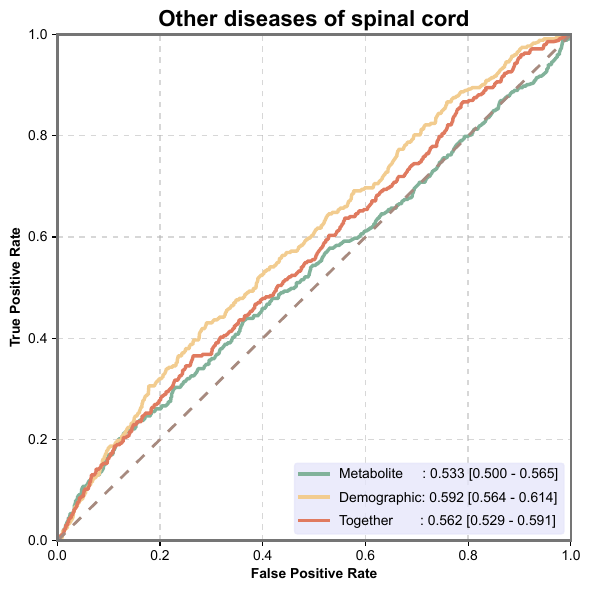 Other diseases of spinal cord
1.0
0.8
0.6
0.4
0.2
0.0
True Positive Rate
Metabolite : 0.533 [0.500 - 0.565]
Demographic: 0.592 [0.564 - 0.614]
Together : 0.562 [0.529 - 0.591]
0.0 0.2 0.4 0.6 0.8 1.0
False Positive Rate